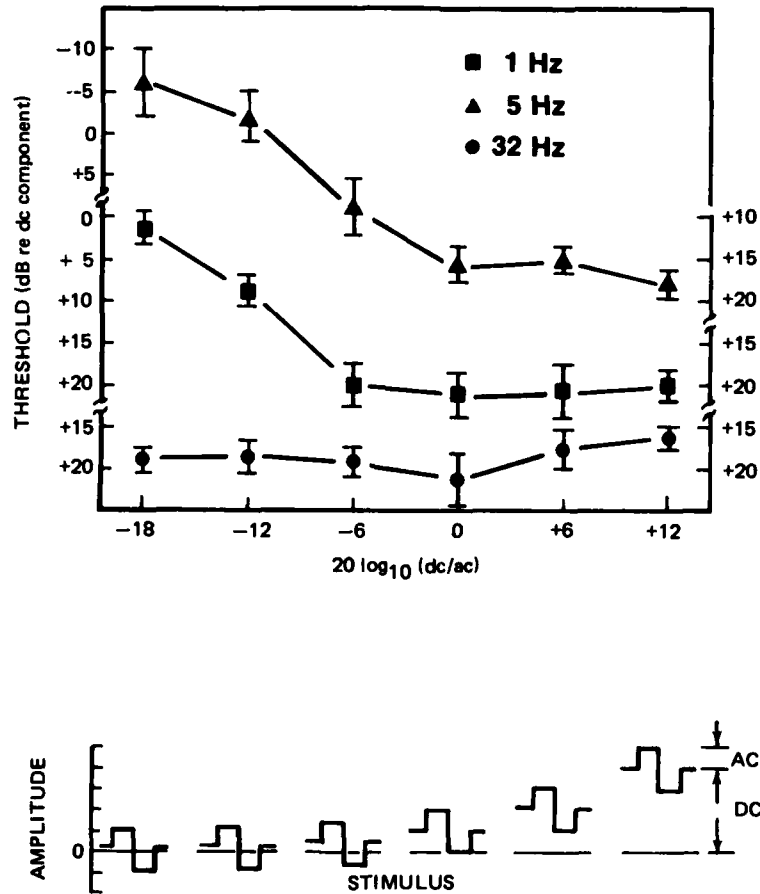 −10
--5
0
+5
0
+ 5
+10
+15
+20
+15
+20
THRESHOLD (dB re dc component)
■ 1 Hz
▲ 5 Hz
● 32 Hz
+10
+15
+20
+15
+20
+15
+20
−18 −12 −6 0 +6 +12
20 log10 (dc/ac)
AMPLITUDE
0
AC
DC
STIMULUS